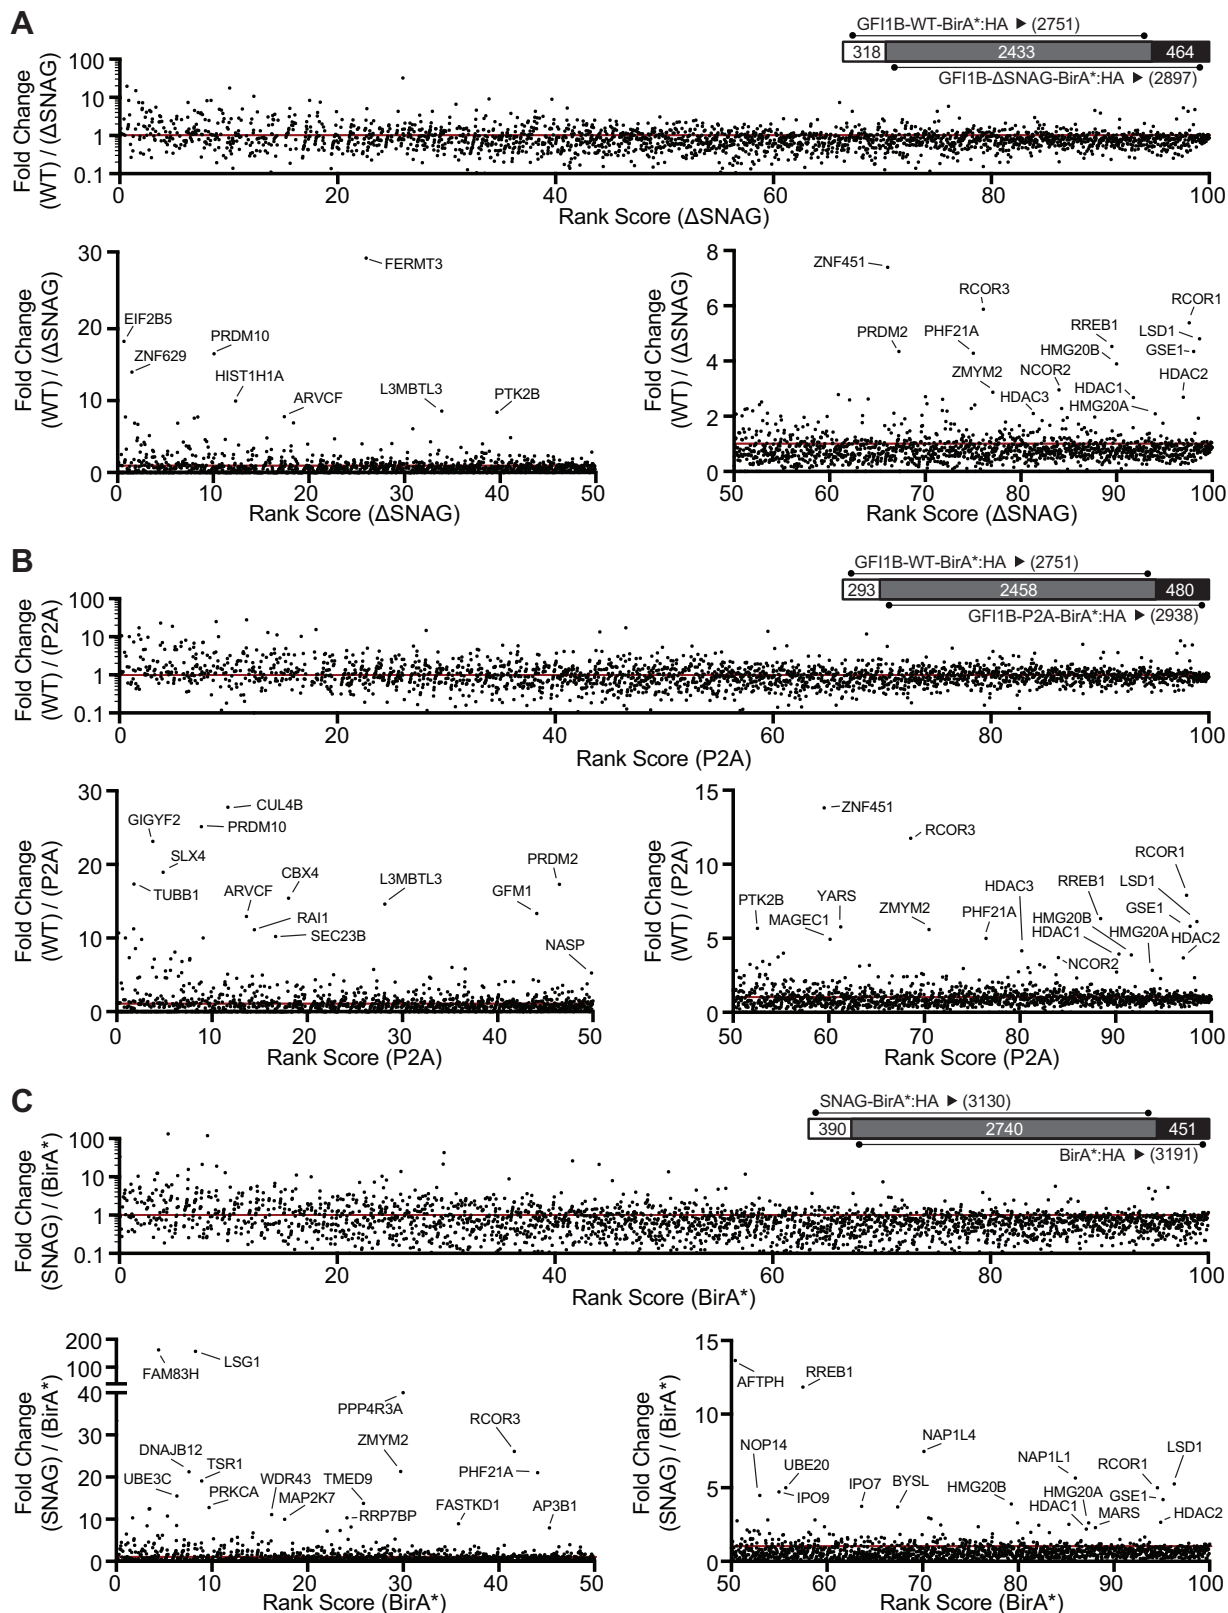 A
GFI1B-WT-BirA*:HA ▶ (2751)
318 2433 464
GFI1B-ΔSNAG-BirA*:HA ▶ (2897)
Fold Change
(WT) / (ΔSNAG)
100
10
1
0.1
0 20 40 60 80 100
Rank Score (ΔSNAG)
Fold Change
(WT) / (ΔSNAG)
30
20
10
0
FERMT3
EIF2B5
PRDM10
ZNF629
HIST1H1A
ARVCF
L3MBTL3
PTK2B
0 10 20 30 40 50
Rank Score (ΔSNAG)
Fold Change
(WT) / (ΔSNAG)
8
6
4
2
0
ZNF451
RCOR3
RCOR1
PRDM2
PHF21A
RREB1
LSD1
HMG20B
GSE1
ZMYM2
NCOR2
HDAC2
HDAC3
HDAC1
HMG20A
50 60 70 80 90 100
Rank Score (ΔSNAG)
B
GFI1B-WT-BirA*:HA ▶ (2751)
293 2458 480
GFI1B-P2A-BirA*:HA ▶ (2938)
Fold Change
(WT) / (P2A)
100
10
1
0.1
0 20 40 60 80 100
Rank Score (P2A)
Fold Change
(WT) / (P2A)
30
20
10
0
CUL4B
GIGYF2
PRDM10
SLX4
TUBB1
ARVCF
CBX4
L3MBTL3
PRDM2
GFM1
RAI1
SEC23B
NASP
0 10 20 30 40 50
Rank Score (P2A)
Fold Change
(WT) / (P2A)
15
10
5
0
ZNF451
RCOR3
RCOR1
PTK2B
YARS
MAGEC1
ZMYM2
HDAC3
RREB1
LSD1
PHF21A
HMG20B
GSE1
HDAC1
HMG20A
HDAC2
NCOR2
50 60 70 80 90 100
Rank Score (P2A)
C
SNAG-BirA*:HA ▶ (3130)
390 2740 451
BirA*:HA ▶ (3191)
Fold Change
(SNAG) / (BirA*)
100
10
1
0.1
0 20 40 60 80 100
Rank Score (BirA*)
Fold Change
(SNAG) / (BirA*)
200
100
40
30
20
10
0
FAM83H
LSG1
PPP4R3A
RCOR3
DNAJB12
TSR1
ZMYM2
PHF21A
UBE3C
WDR43
TMED9
PRKCA
MAP2K7
RRP7BP
FASTKD1
AP3B1
0 10 20 30 40 50
Rank Score (BirA*)
Fold Change
(SNAG) / (BirA*)
15
10
5
0
AFTPH
RREB1
NAP1L4
NOP14
UBE20
IPO9
IPO7
BYSL
HMG20B
NAP1L1
RCOR1
LSD1
HMG20A
GSE1
HDAC1
MARS
HDAC2
50 60 70 80 90 100
Rank Score (BirA*)